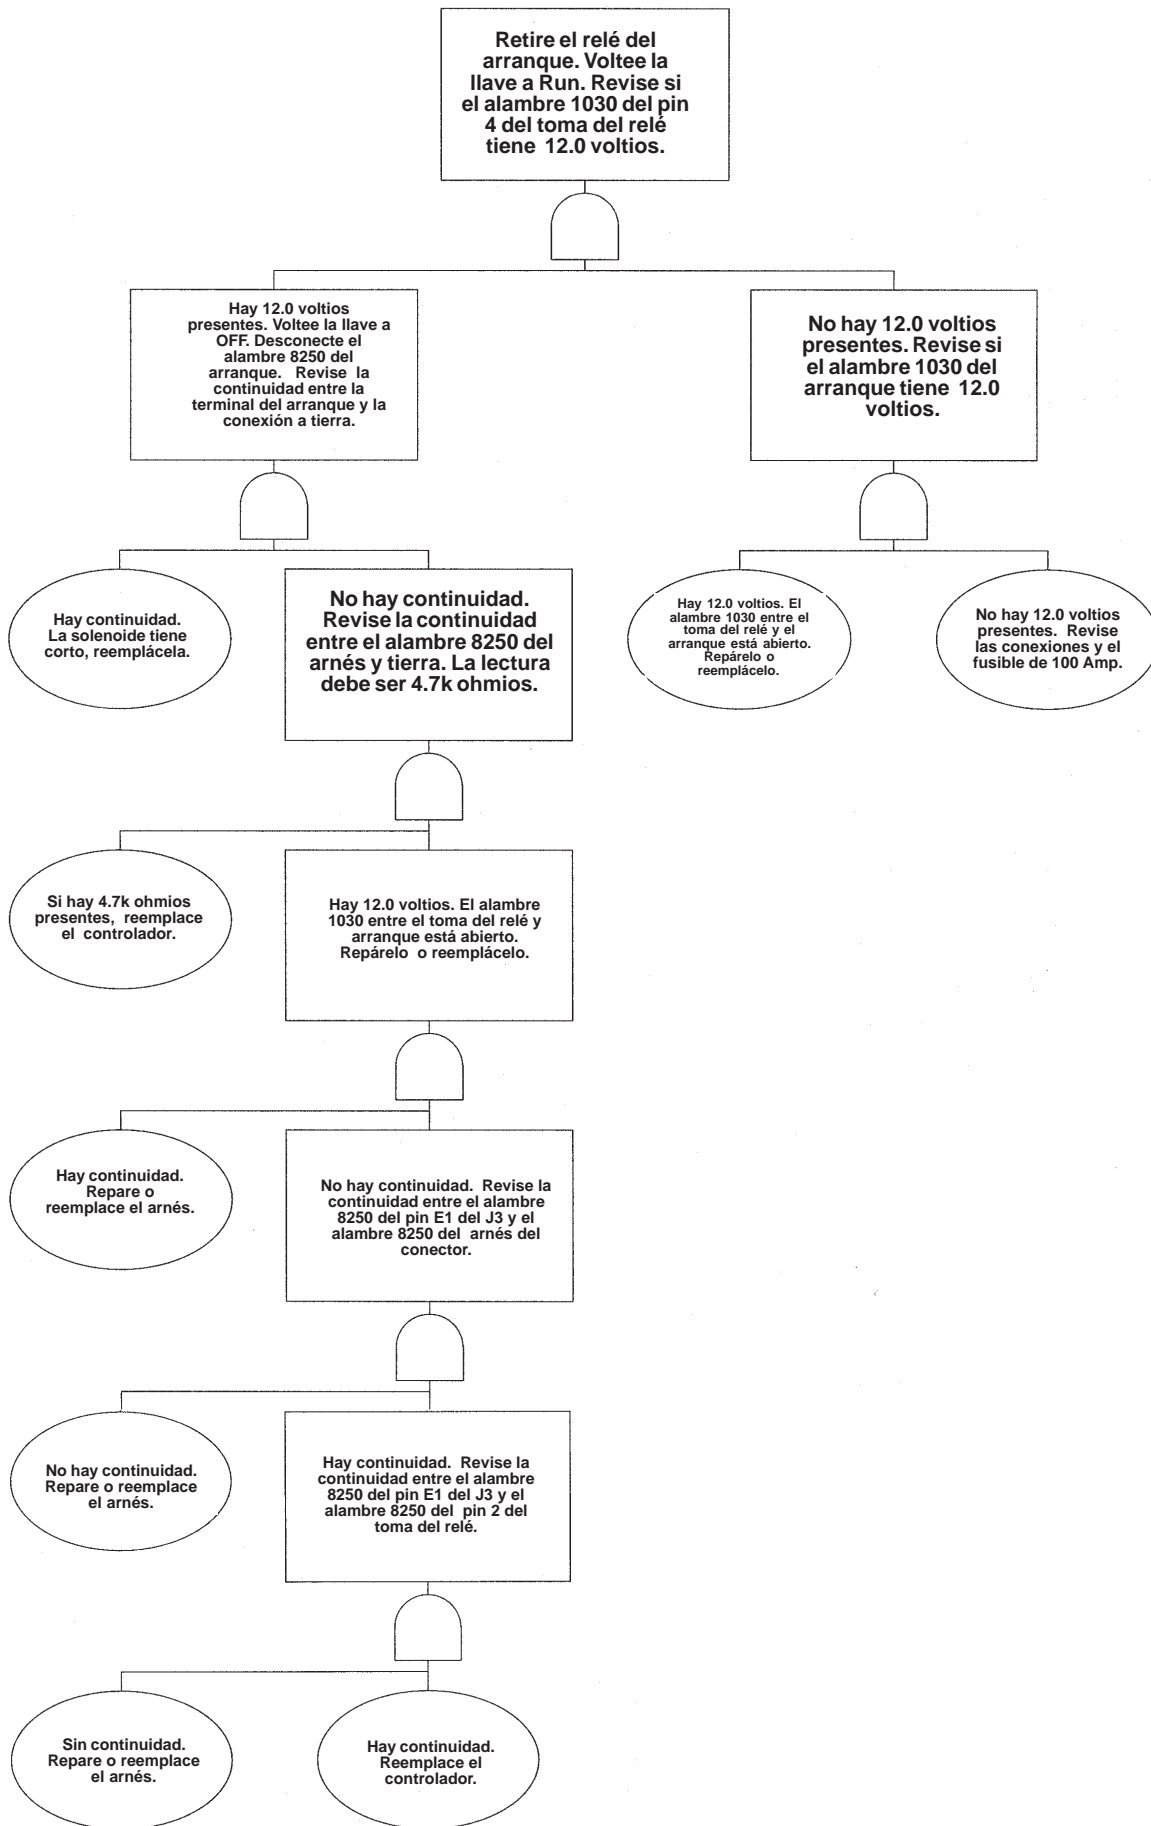 Retire el relé del
arranque. Voltee la
llave a Run. Revise si
el alambre 1030 del pin
4 del toma del relé
tiene 12.0 voltios.
Hay 12.0 voltios
presentes. Voltee la llave a
OFF. Desconecte el
alambre 8250 del
arranque. Revise la
continuidad entre la
terminal del arranque y la
conexión a tierra.
No hay 12.0 voltios
presentes. Revise si
el alambre 1030 del
arranque tiene 12.0
voltios.
Hay continuidad.
La solenoide tiene
corto, reemplácela.
No hay continuidad.
Revise la continuidad
entre el alambre 8250 del
arnés y tierra. La lectura
debe ser 4.7k ohmios.
Hay 12.0 voltios. El
alambre 1030 entre el
toma del relé y el
arranque está abierto.
Repárelo o
reemplácelo.
No hay 12.0 voltios
presentes. Revise
las conexiones y el
fusible de 100 Amp.
Si hay 4.7k ohmios
presentes, reemplace
el controlador.
Hay 12.0 voltios. El alambre
1030 entre el toma del relé y
arranque está abierto.
Repárelo o reemplácelo.
Hay continuidad.
Repare o
reemplace el arnés.
No hay continuidad. Revise la
continuidad entre el alambre
8250 del pin E1 del J3 y el
alambre 8250 del arnés del
conector.
No hay continuidad.
Repare o reemplace
el arnés.
Hay continuidad. Revise la
continuidad entre el alambre
8250 del pin E1 del J3 y el
alambre 8250 del pin 2 del
toma del relé.
Sin continuidad.
Repare o reemplace
el arnés.
Hay continuidad.
Reemplace el
controlador.